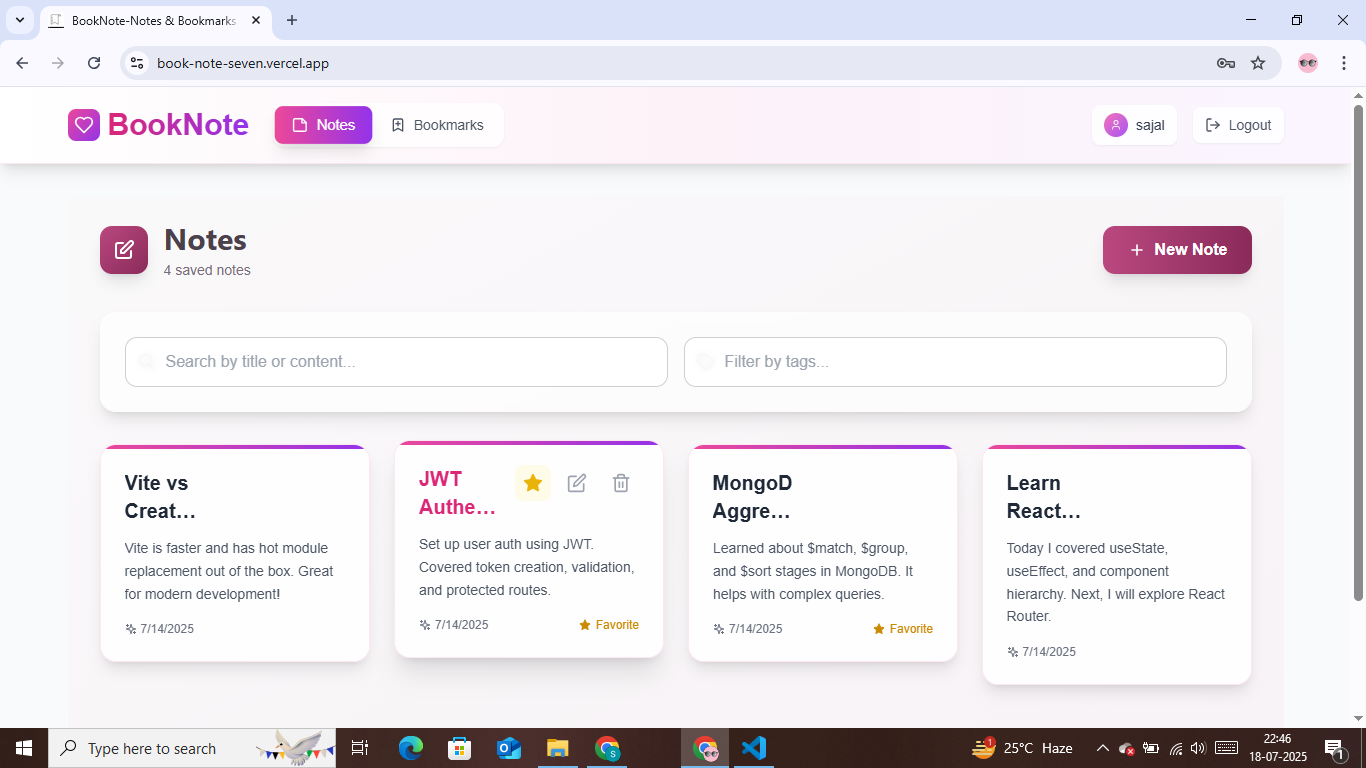 BookNote-Notes & Bookmarks
book-note-seven.vercel.app
BookNote
Notes
Bookmarks
sajal
Logout
Notes
4 saved notes
New Note
Search by title or content...
Filter by tags...
Vite vs
Creat...
Vite is faster and has hot module
replacement out of the box. Great
for modern development!
7/14/2025
JWT
Authe...
Set up user auth using JWT.
Covered token creation, validation,
and protected routes.
7/14/2025
Favorite
MongoD
Aggre...
Learned about $match, $group,
and $sort stages in MongoDB. It
helps with complex queries.
7/14/2025
Favorite
Learn
React...
Today I covered useState,
useEffect, and component
hierarchy. Next, I will explore React
Router.
7/14/2025
Type here to search
S
1
25°C Haze
22:46
18-07-2025
1